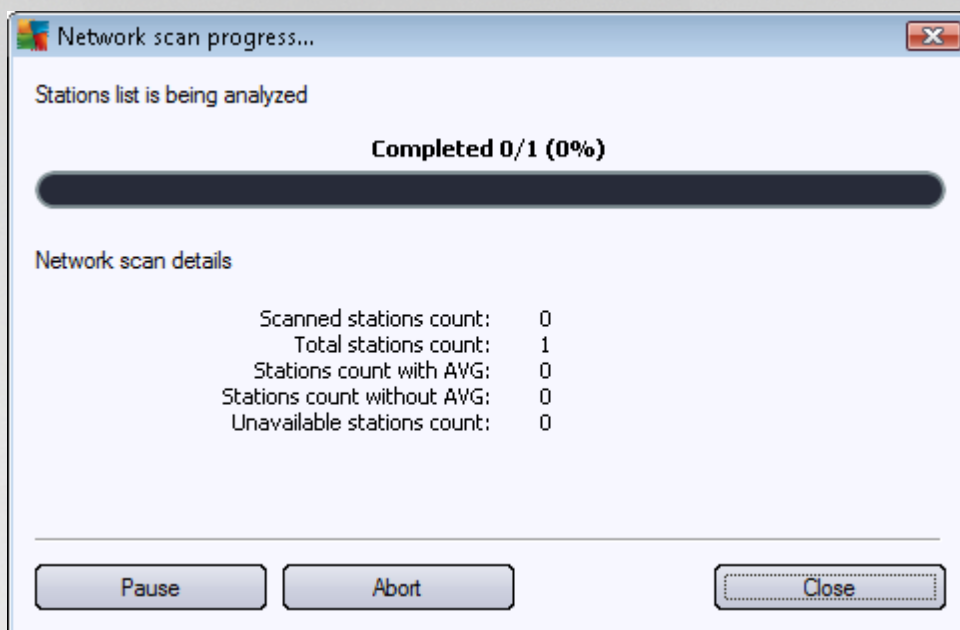 Network scan progress...
Stations list is being analyzed
Completed 0/1 (0%)
Network scan details
Scanned stations count: 0
Total stations count: 1
Stations count with AVG: 0
Stations count without AVG: 0
Unavailable stations count: 0
Pause Abort Close